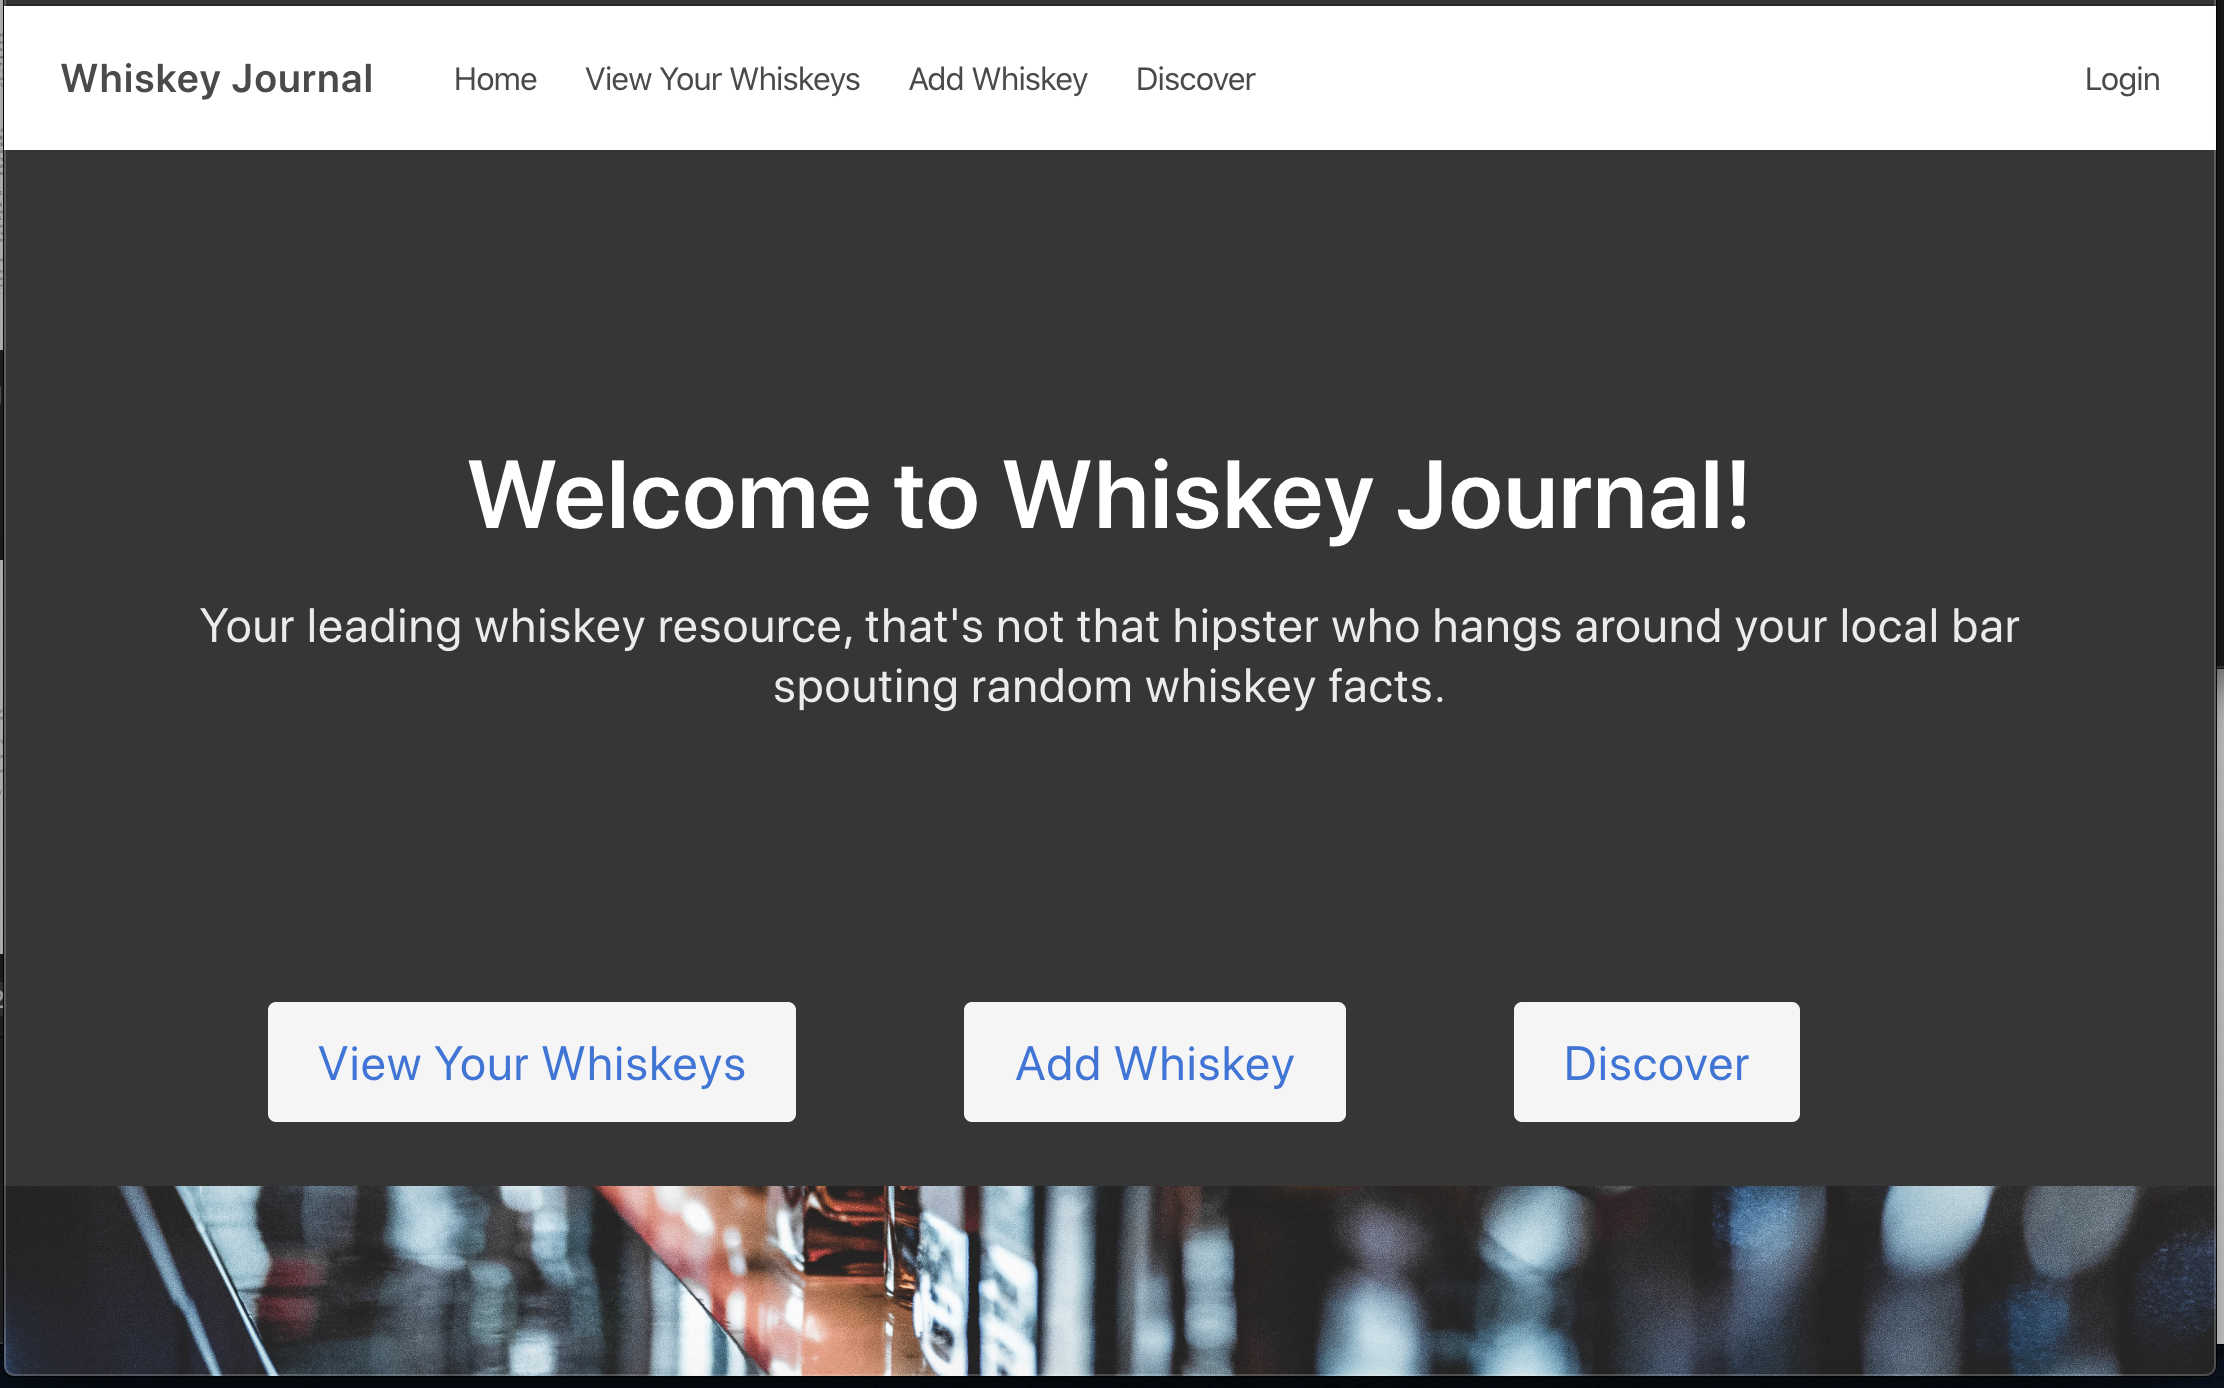 Whiskey Journal
Home
View Your Whiskeys
Add Whiskey
Discover
Login
Welcome to Whiskey Journal!
Your leading whiskey resource, that's not that hipster who hangs around your local bar
spouting random whiskey facts.
View Your Whiskeys
Add Whiskey
Discover